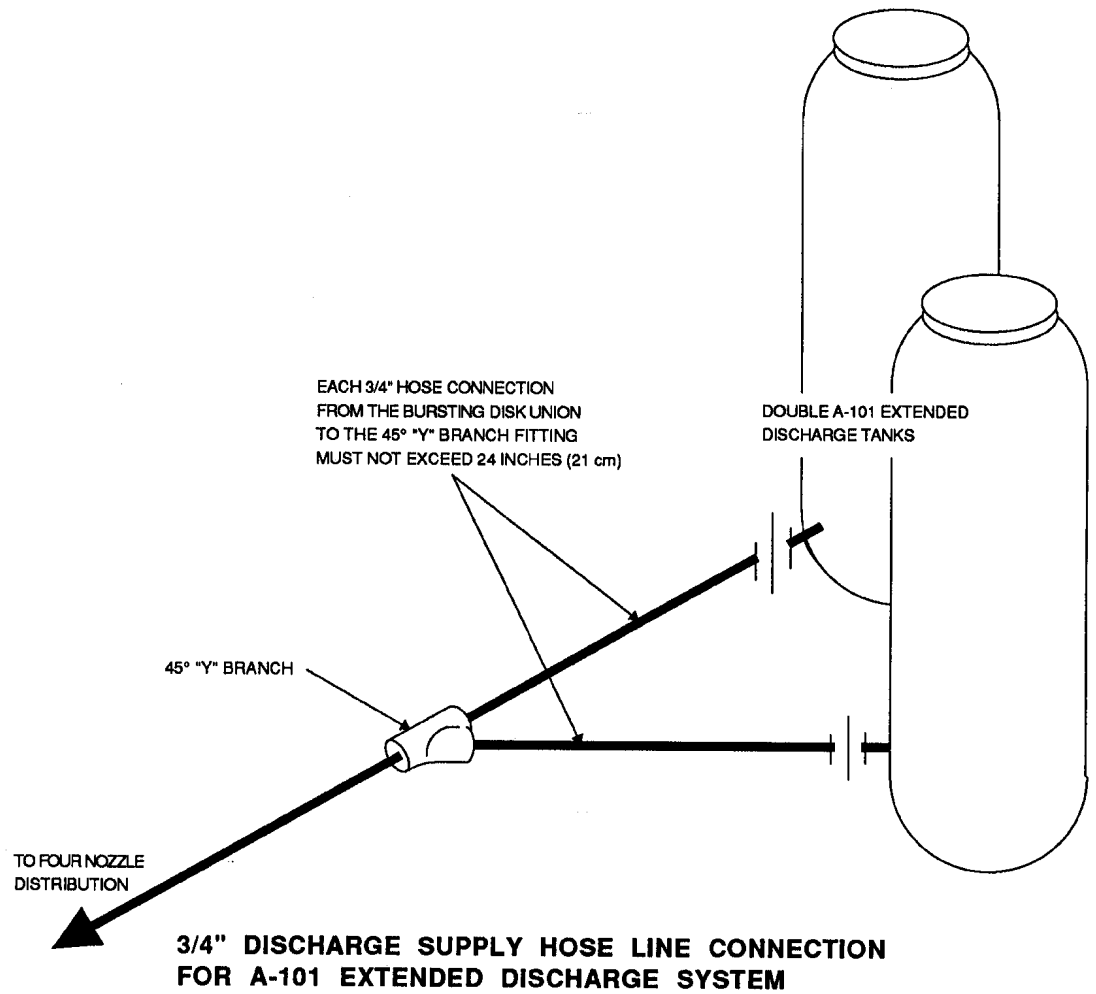 EACH 3/4" HOSE CONNECTION
FROM THE BURSTING DISK UNION
TO THE 45° "Y" BRANCH FITTING
MUST NOT EXCEED 24 INCHES (21 cm)
DOUBLE A-101 EXTENDED
DISCHARGE TANKS
45° "Y" BRANCH
TO FOUR NOZZLE
DISTRIBUTION
3/4" DISCHARGE SUPPLY HOSE LINE CONNECTION
FOR A-101 EXTENDED DISCHARGE SYSTEM